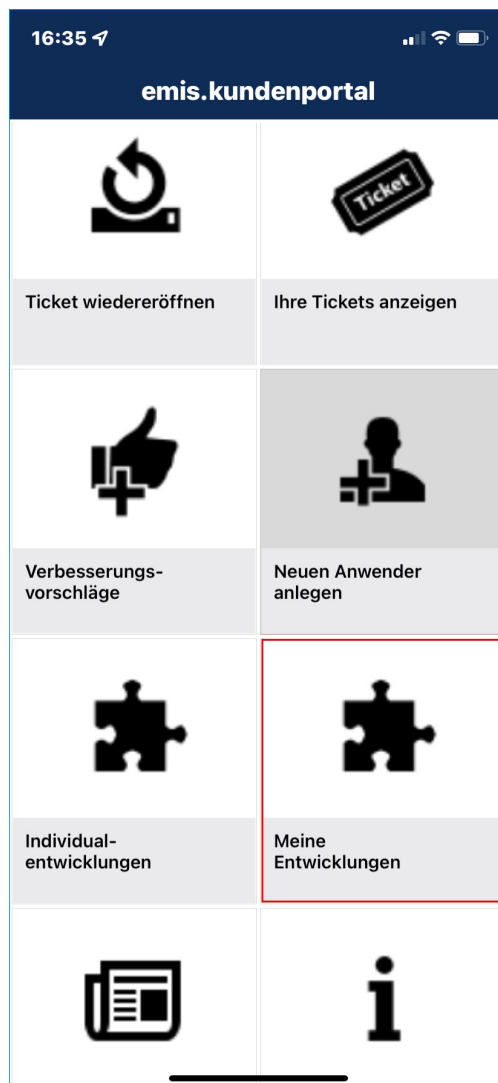 16:35
emis.kundenportal
Ticket
Ticket wiedereröffnen
Ihre Tickets anzeigen
Verbesserungs-
vorschläge
Neuen Anwender
anlegen
Individual-
entwicklungen
Meine
Entwicklungen